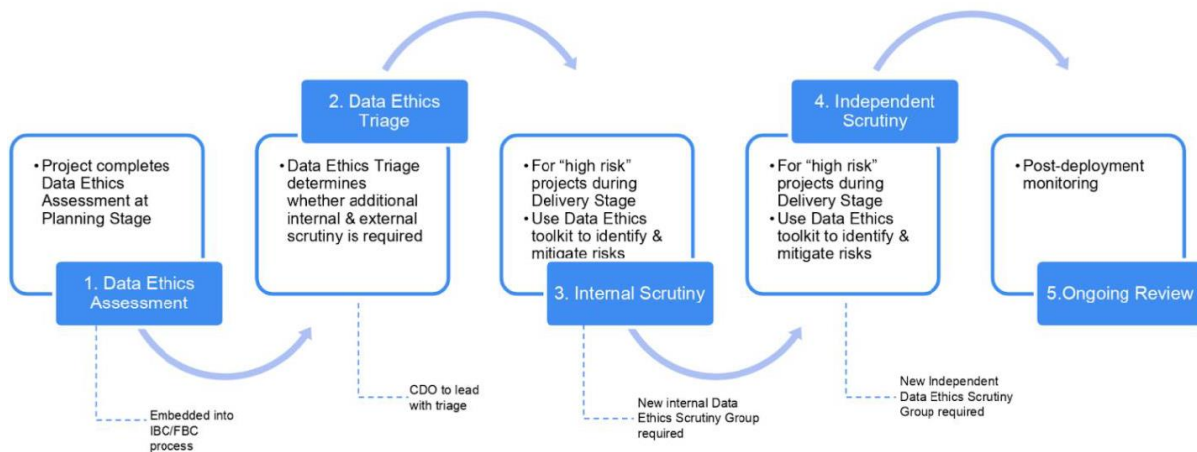 • Project completes
Data Ethics
Assessment at
Planning Stage
1. Data Ethics
Assessment
Embedded into
IBC/FBC
process
2. Data Ethics
Triage
• Data Ethics Triage
determines
whether additional
internal & external
scrutiny is required
CDO to lead
with triage
• For “high risk”
projects during
Delivery Stage
• Use Data Ethics
toolkit to identify &
mitigate risks
3. Internal Scrutiny
New internal Data
Ethics Scrutiny Group
required
4. Independent
Scrutiny
• For “high risk”
projects during
Delivery Stage
• Use Data Ethics
toolkit to identify &
mitigate risks
New Independent
Data Ethics Scrutiny
Group required
• Post-deployment
monitoring
5.Ongoing Review